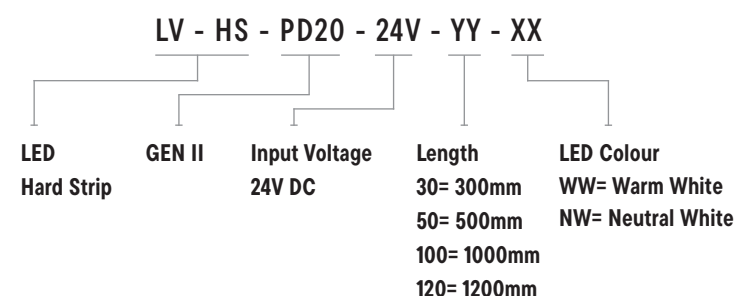 LV - HS - PD20 - 24V - YY - XX
LED
Hard Strip
GEN II
Input Voltage
24V DC
Length
30= 300mm
50= 500mm
100= 1000mm
120= 1200mm
LED Colour
WW= Warm White
NW= Neutral White